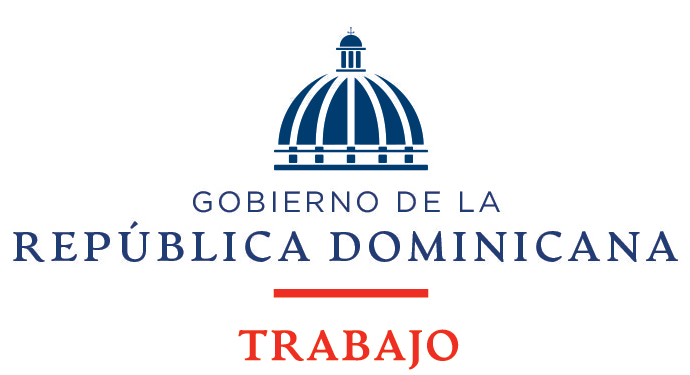 GOBIERNO DE LA
REPÚBLICA DOMINICANA
TRABAJO